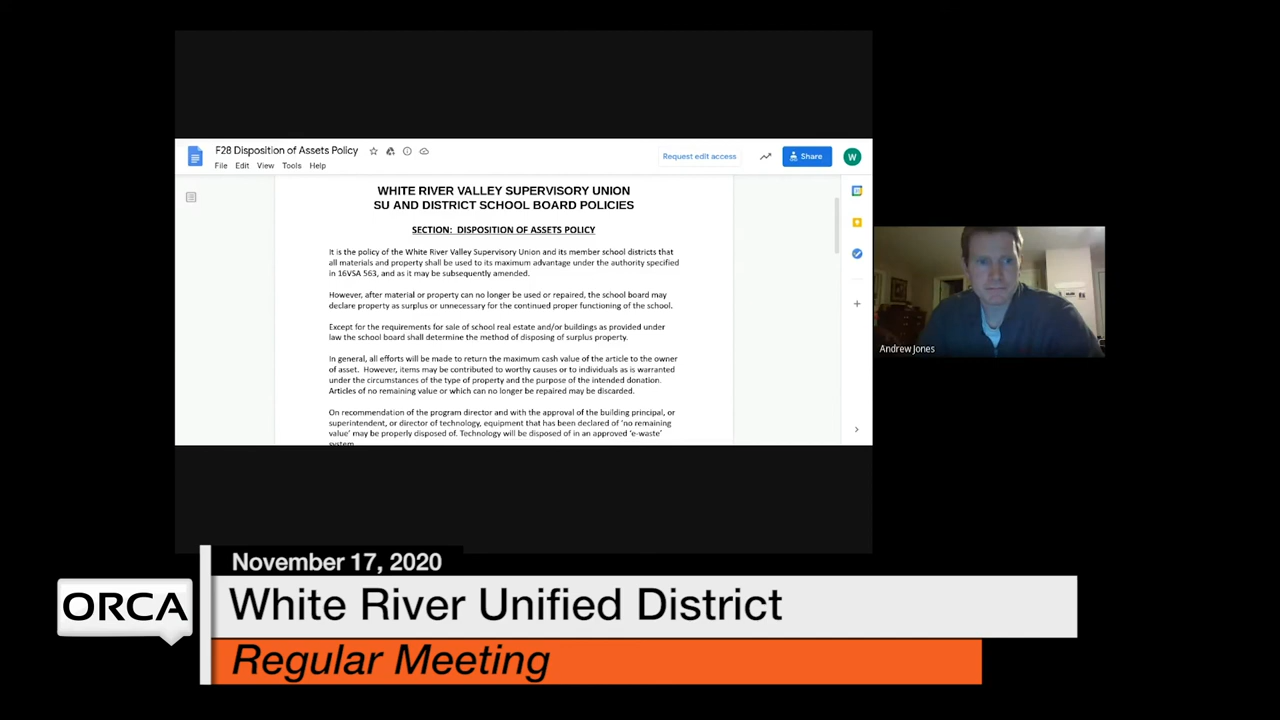 F28 Disposition of Assets Policy
File Edit View Tools Help
Request edit access
Share
W
WHITE RIVER VALLEY SUPERVISORY UNION
SU AND DISTRICT SCHOOL BOARD POLICIES
SECTION: DISPOSITION OF ASSETS POLICY
It is the policy of the White River Valley Supervisory Union and its member school districts that
all materials and property shall be used to its maximum advantage under the authority specified
in 16VSA 563, and as it may be subsequently amended.
However, after material or property can no longer be used or repaired, the school board may
declare property as surplus or unnecessary for the continued proper functioning of the school.
Except for the requirements for sale of school real estate and/or buildings as provided under
law the school board shall determine the method of disposing of surplus property.
In general, all efforts will be made to return the maximum cash value of the article to the owner
of asset. However, items may be contributed to worthy causes or to individuals as is warranted
under the circumstances of the type of property and the purpose of the intended donation.
Articles of no remaining value or which can no longer be repaired may be discarded.
On recommendation of the program director and with the approval of the building principal, or
superintendent, or director of technology, equipment that has been declared of 'no remaining
value' may be properly disposed of. Technology will be disposed of in an approved 'e-waste'
system
Andrew Jones
November 17, 2020
ORCA
White River Unified District
Regular Meeting